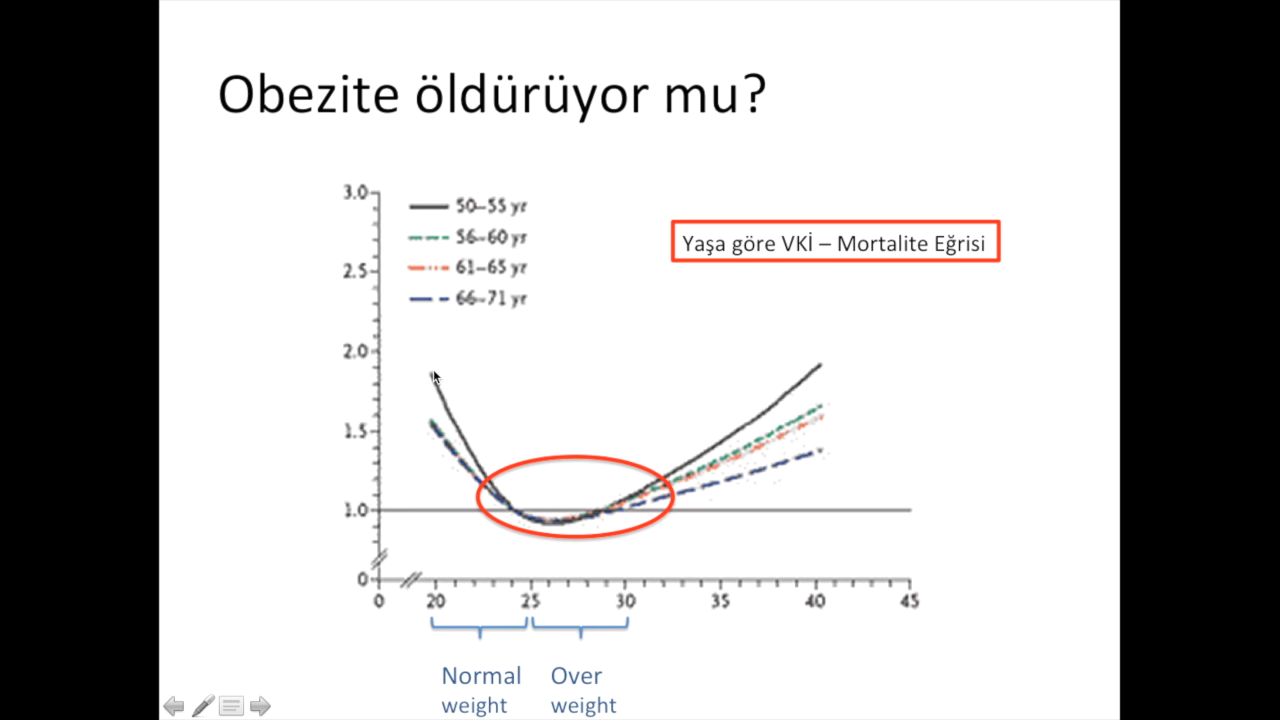 Obezite öldürüyor mu?
3.0
50–55 yr
56–60 yr
Yaşa göre VKİ – Mortalite Eğrisi
2.5
61–65 yr
66–71 yr
2.0
1.5
1.0
0
0 20 25 30 35 40 45
Normal Over
weight weight